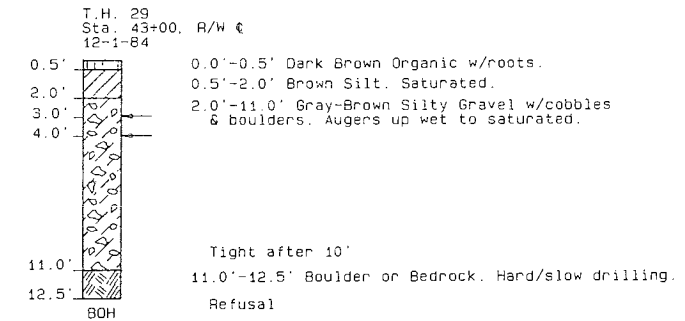 T.H. 29
Sta. 43+00, R/W ℄
12-1-84
0.5' 0.0'-0.5' Dark Brown Organic w/roots.
0.5'-2.0' Brown Silt. Saturated.
2.0' 2.0'-11.0' Gray-Brown Silty Gravel w/cobbles
3.0' & boulders. Augers up wet to saturated.
4.0'
Tight after 10'
11.0' 11.0'-12.5' Boulder or Bedrock. Hard/slow drilling.
12.5' Refusal
BOH